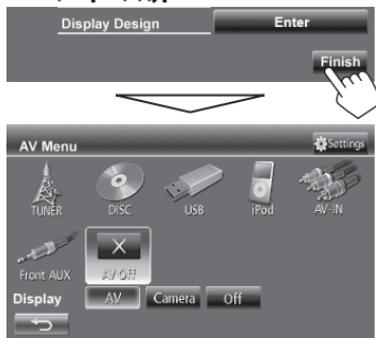 Display Design Enter
Finish
AV Menu Settings
TUNER DISC USB iPod AV-IN
Front AUX AV Off
Display AV Camera Off